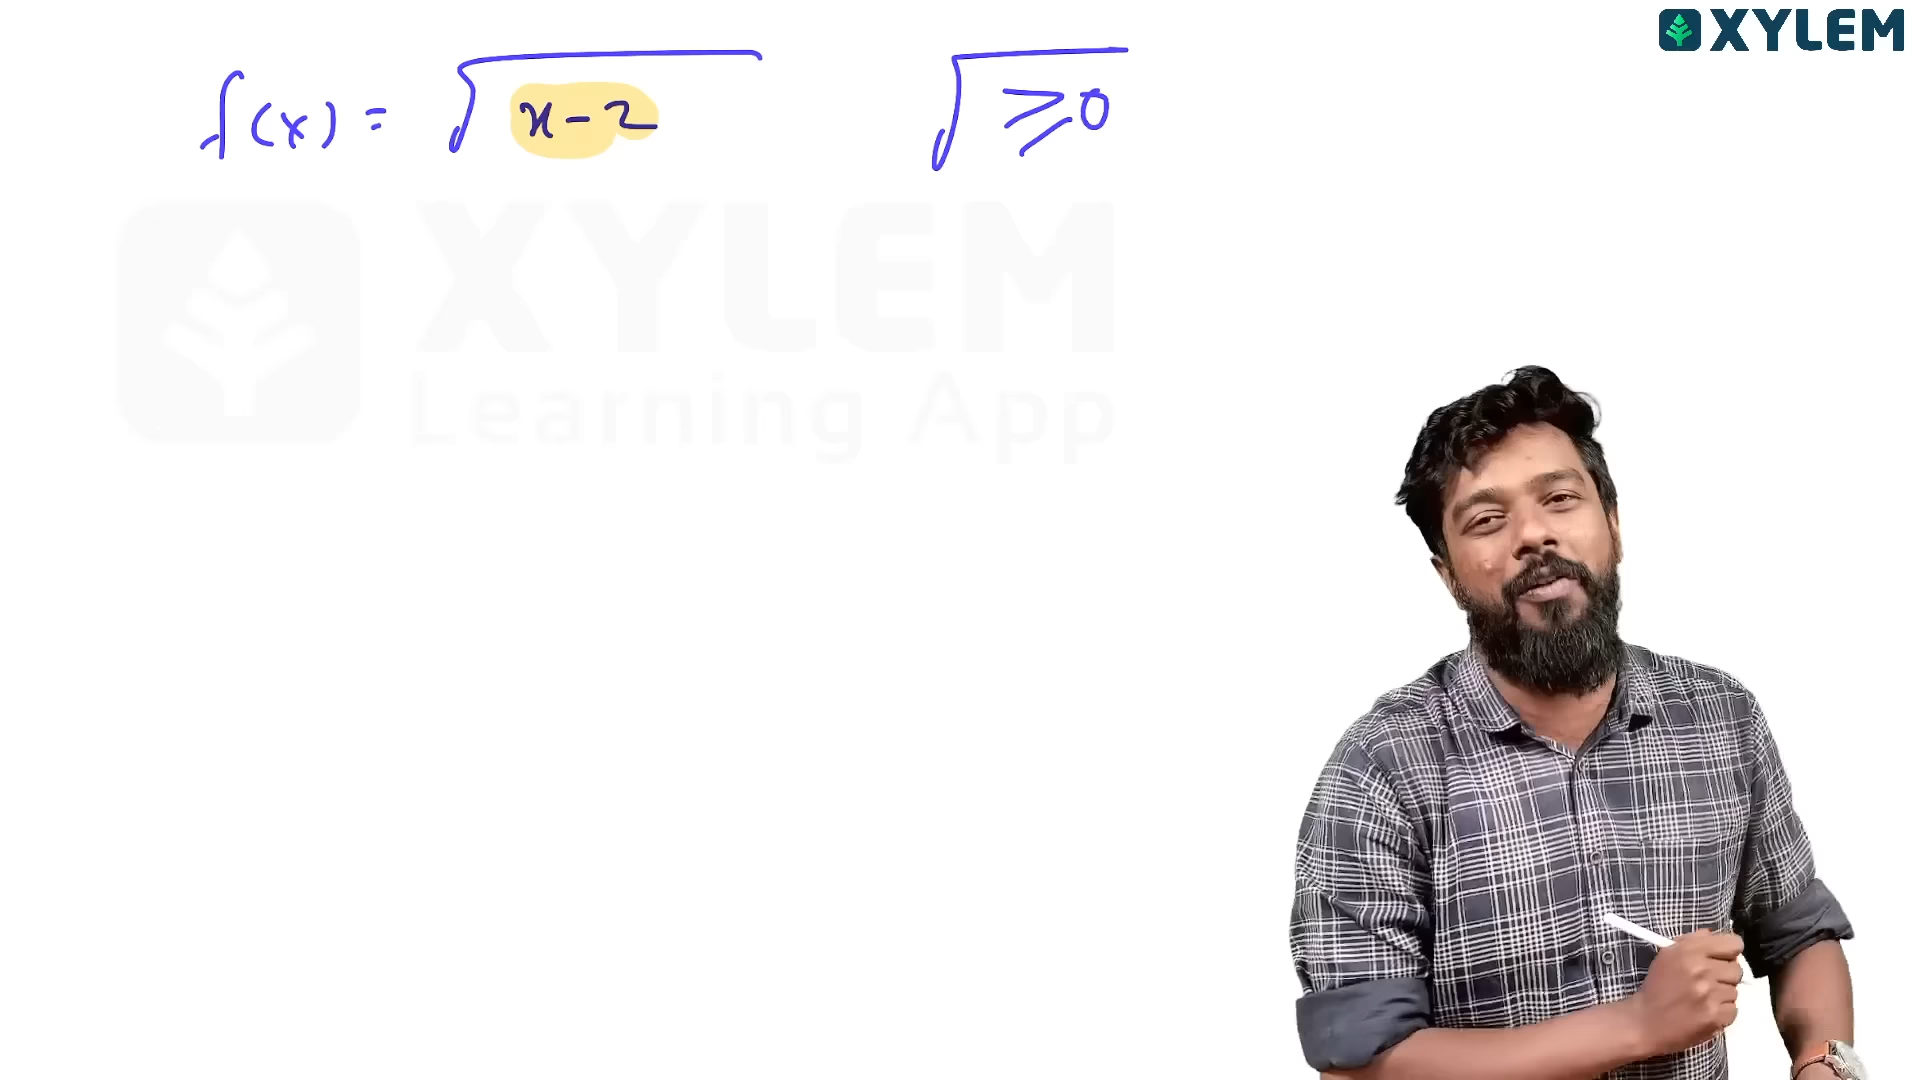 XYLEM
f(x) = √(x-2) √ ≥0
XYLEM
Learning App